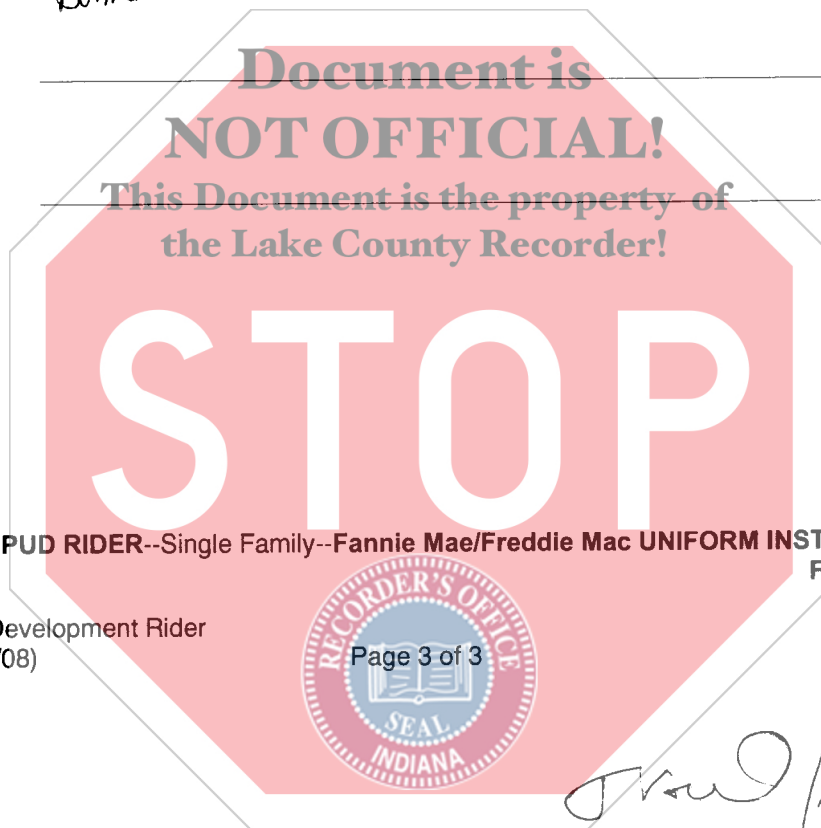 Document is
NOT OFFICIAL!
This Document is the property of
the Lake County Recorder!
STOP
PUD RIDER--Single Family--Fannie Mae/Freddie Mac UNIFORM INST
F
Development Rider
/08)
Page 3 of 3
RECORDER'S OFFICE
SEAL
INDIANA